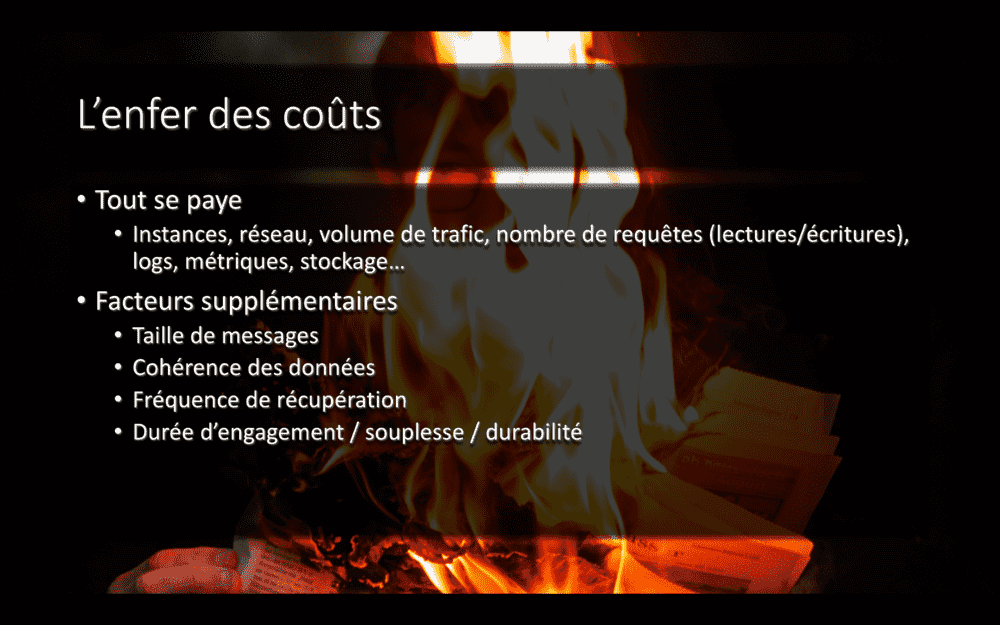 L’enfer des coûts
• Tout se paye
• Instances, réseau, volume de trafic, nombre de requêtes (lectures/écritures),
logs, métriques, stockage…
• Facteurs supplémentaires
• Taille de messages
• Cohérence des données
• Fréquence de récupération
• Durée d’engagement / souplesse / durabilité